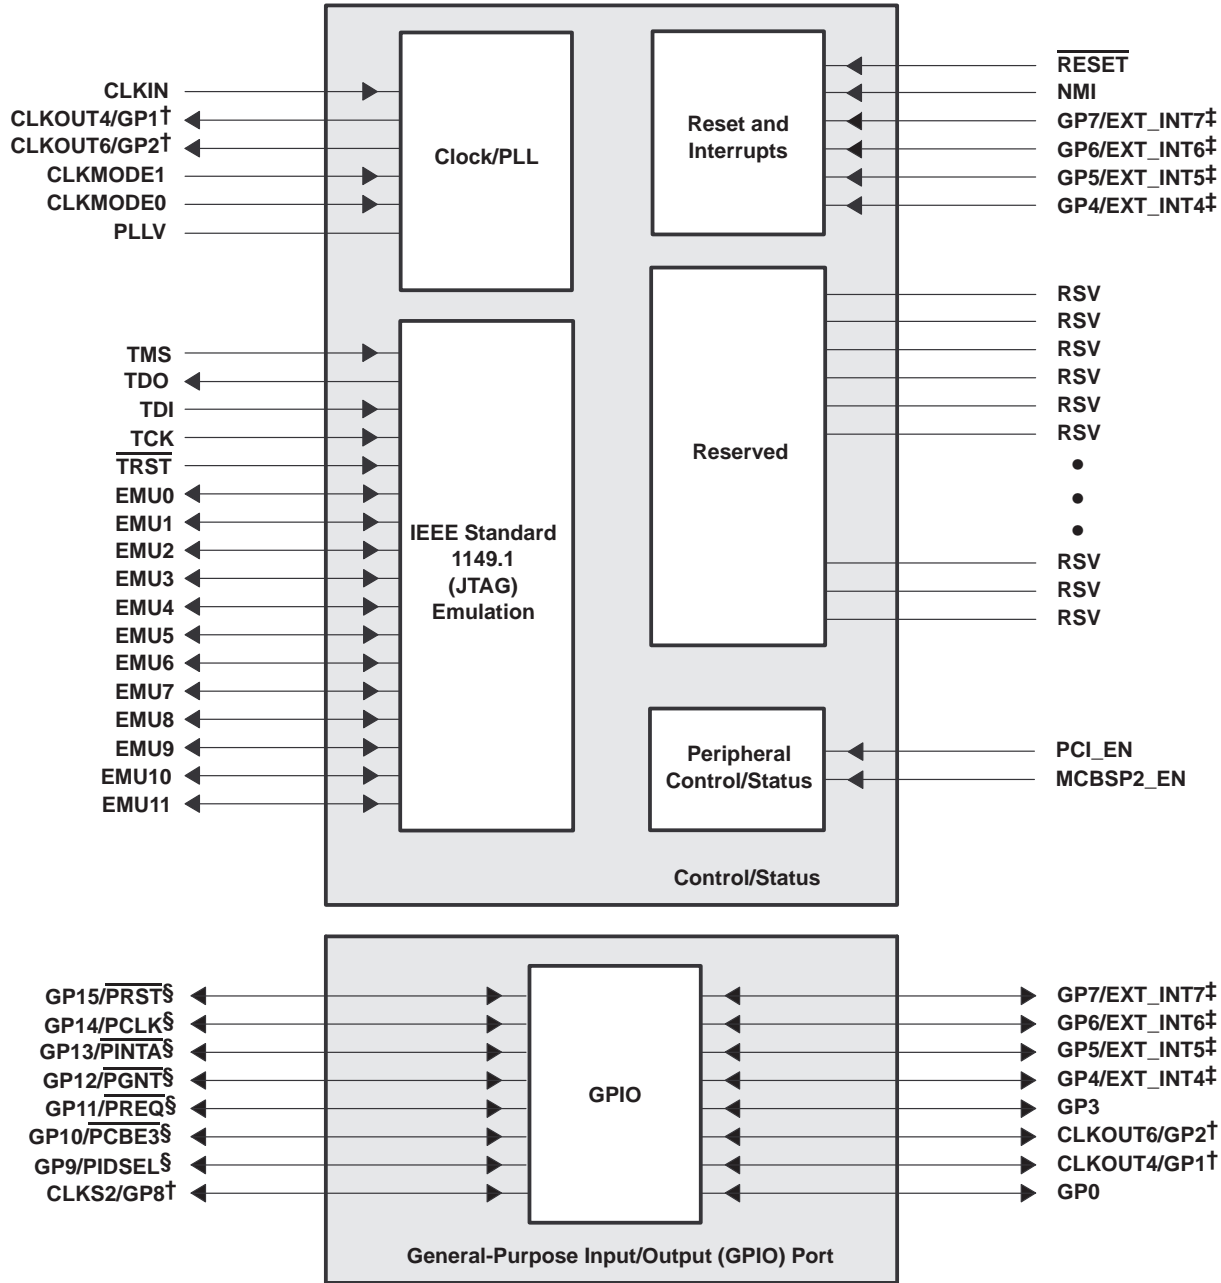 CLKIN
CLKOUT4/GP1†
CLKOUT6/GP2†
CLKMODE1
CLKMODE0
PLLV
Clock/PLL
Reset and
Interrupts
RESET
NMI
GP7/EXT_INT7‡
GP6/EXT_INT6‡
GP5/EXT_INT5‡
GP4/EXT_INT4‡
TMS
TDO
TDI
TCK
TRST
EMU0
EMU1
EMU2
EMU3
EMU4
EMU5
EMU6
EMU7
EMU8
EMU9
EMU10
EMU11
IEEE Standard
1149.1
(JTAG)
Emulation
Reserved
RSV
RSV
RSV
RSV
RSV
RSV
•
•
•
RSV
RSV
RSV
Peripheral
Control/Status
PCI_EN
MCBSP2_EN
Control/Status
GP15/PRST§
GP14/PCLK§
GP13/PINTA§
GP12/PGNT§
GP11/PREQ§
GP10/PCBE3§
GP9/PIDSEL§
CLKS2/GP8†
GPIO
GP7/EXT_INT7‡
GP6/EXT_INT6‡
GP5/EXT_INT5‡
GP4/EXT_INT4‡
GP3
CLKOUT6/GP2†
CLKOUT4/GP1†
GP0
General-Purpose Input/Output (GPIO) Port